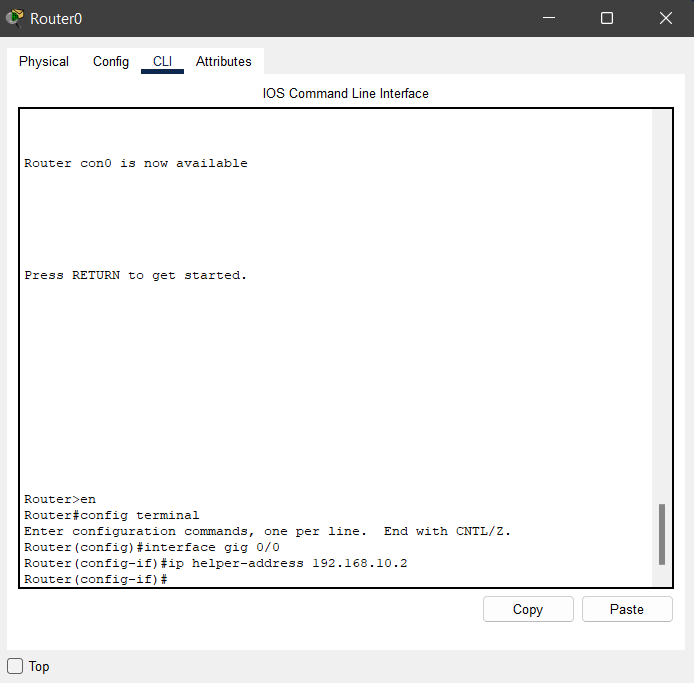 Router0
Physical Config CLI Attributes
IOS Command Line Interface
Router con0 is now available
Press RETURN to get started.
Router>en
Router#config terminal
Enter configuration commands, one per line.  End with CNTL/Z.
Router(config)#interface gig 0/0
Router(config-if)#ip helper-address 192.168.10.2
Router(config-if)#
Copy Paste
Top